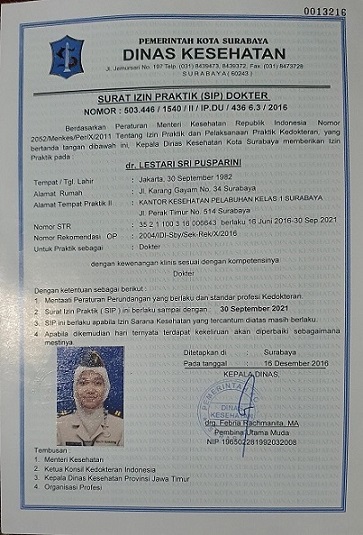 0013216
PEMERINTAH KOTA SURABAYA
DINAS KESEHATAN
Jl. Jemursari No. 197 Telp. (031) 8439473, 8439372, Fax. (031) 8473728
SURABAYA (60243)
SURAT IZIN PRAKTIK (SIP) DOKTER
NOMOR : 503.446 / 1540 / II / IP.DU / 436 6.3 / 2016
Berdasarkan Peraturan Menteri Kesehatan Republik Indonesia Nomor
2052/Menkes/Per/X/2011 Tentang Izin Praktik dan Pelaksanaan Praktik Kedokteran, yang
bertanda tangan dibawah ini, Kepala Dinas Kesehatan Kota Surabaya memberikan Izin
Praktik pada :
dr. LESTARI SRI PUSPARINI
Tempat / Tgl. Lahir : Jakarta, 30 September 1982
Alamat Rumah : Jl. Karang Gayam No. 34 Surabaya
Alamat Tempat Praktik II : KANTOR KESEHATAN PELABUHAN KELAS 1 SURABAYA
Jl. Perak Timur No. 514 Surabaya
Nomor STR : 35 2 1 100 3 16 006643 berlaku 16 Juni 2016-30 Sep 2021
Nomor Rekomendasi OP : 2004/IDI-Sby/Sek-Rek/X/2016
Untuk Praktik sebagai : Dokter
dengan kewenangan klinis sesuai dengan kompetensinya
Dokter
Dengan ketentuan sebagai berikut :
1. Mentaati Peraturan Perundangan yang berlaku dan standar profesi Kedokteran.
2. Surat Izin Praktik ( SIP ) ini berlaku sampai dengan 30 September 2021
3. SIP ini berlaku apabila Izin Sarana Kesehatan yang tercantum diatas masih berlaku.
4. Apabila dikemudian hari ternyata terdapat kekeliruan akan diperbaiki sebagaimana
mestinya.
Ditetapkan di : Surabaya
Pada tanggal : 15 Desember 2016
KEPALA DINAS,
DINAS
KESEHATAN
drg. Febria Rachmanita, MA
Pembina Utama Muda
NIP 196502281992032008
Tembusan :
1. Menteri Kesehatan
2. Ketua Konsil Kedokteran Indonesia
3. Kepala Dinas Kesehatan Provinsi Jawa Timur
4. Organisasi Profesi